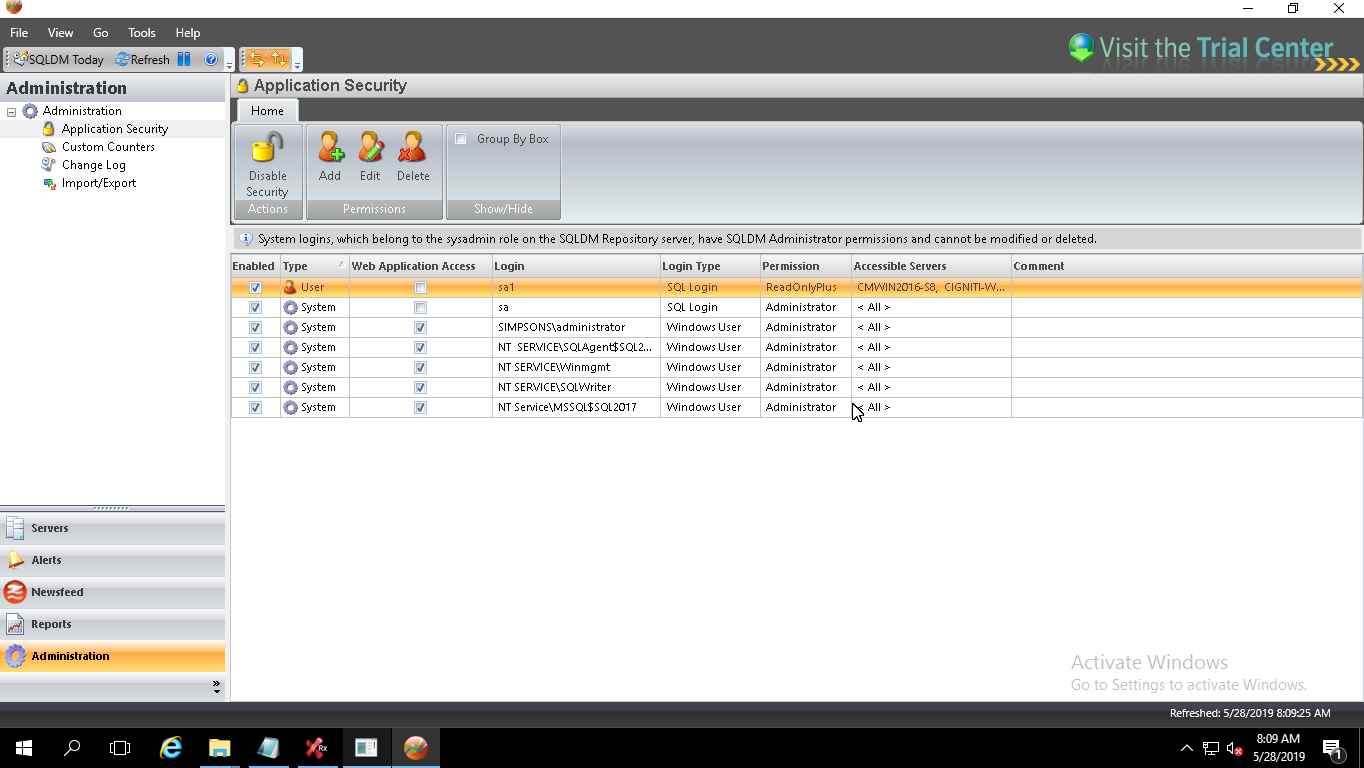 File View Go Tools Help
Visit the Trial Center
SQLDM Today Refresh
Administration
Application Security
Administration
Application Security
Custom Counters
Change Log
Import/Export
Home
Disable Security
Add Edit Delete
Group By Box
Actions Permissions Show/Hide
System logins, which belong to the sysadmin role on the SQLDM Repository server, have SQLDM Administrator permissions and cannot be modified or deleted.
Enabled Type Web Application Access Login Login Type Permission Accessible Servers Comment
User sa1 SQL Login ReadOnlyPlus CMWIN2016-S8, CIGNITI-W...
System sa SQL Login Administrator < All >
System SIMPSONS\administrator Windows User Administrator < All >
System NT SERVICE\SQLAgent$SQL2... Windows User Administrator < All >
System NT SERVICE\Winmgmt Windows User Administrator < All >
System NT SERVICE\SQLWriter Windows User Administrator < All >
System NT Service\MSSQL$SQL2017 Windows User Administrator < All >
Servers
Alerts
Newsfeed
Reports
Administration
Activate Windows
Go to Settings to activate Windows.
Refreshed: 5/28/2019 8:09:25 AM
Rx
8:09 AM
5/28/2019
1